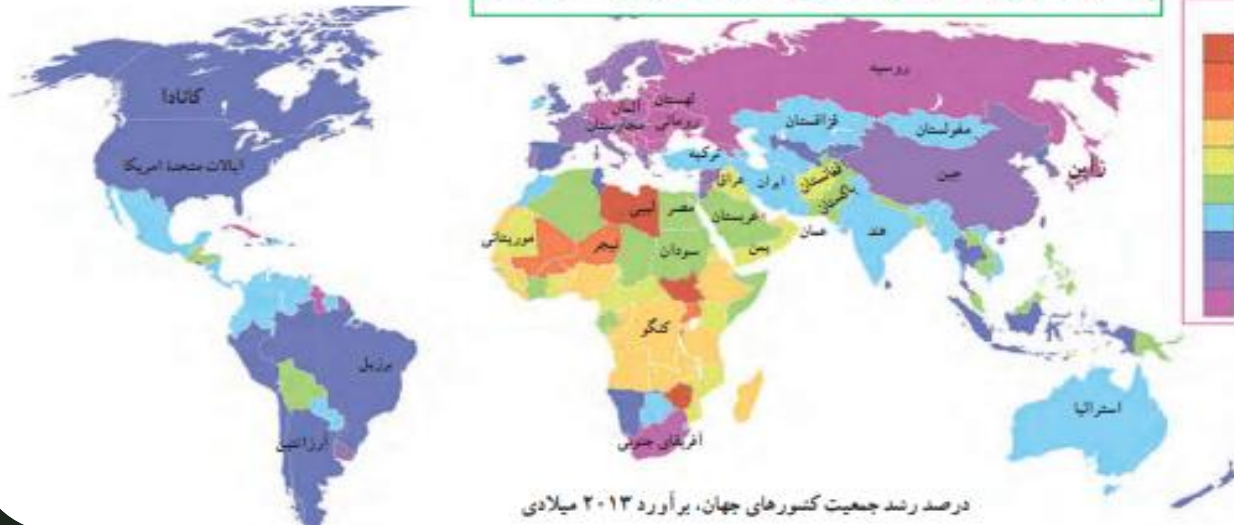 کانادا
ایالات متحدهٔ امریکا
برزیل
آرژانتین
روسیه
لهستان
آلمان
رومانی
مجارستان
قزاقستان
مغولستان
ترکیه
چین
ژاپن
عراق
ایران
افغانستان
پاکستان
لیبی
مصر
عربستان
هند
موریتانی
نیجر
سودان
یمن
عمان
کنگو
استرالیا
آفریقای جنوبی
درصد رشد جمعیت کشورهای جهان، برآورد ۲۰۱۳ میلادی